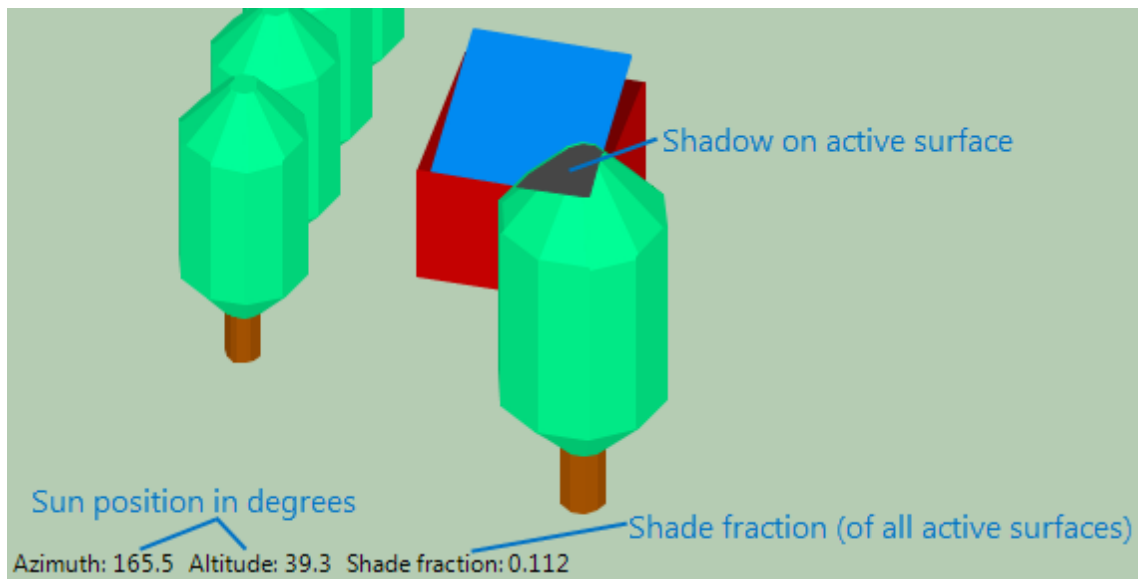 Shadow on active surface
Sun position in degrees
Shade fraction (of all active surfaces)
Azimuth: 165.5 Altitude: 39.3 Shade fraction: 0.112